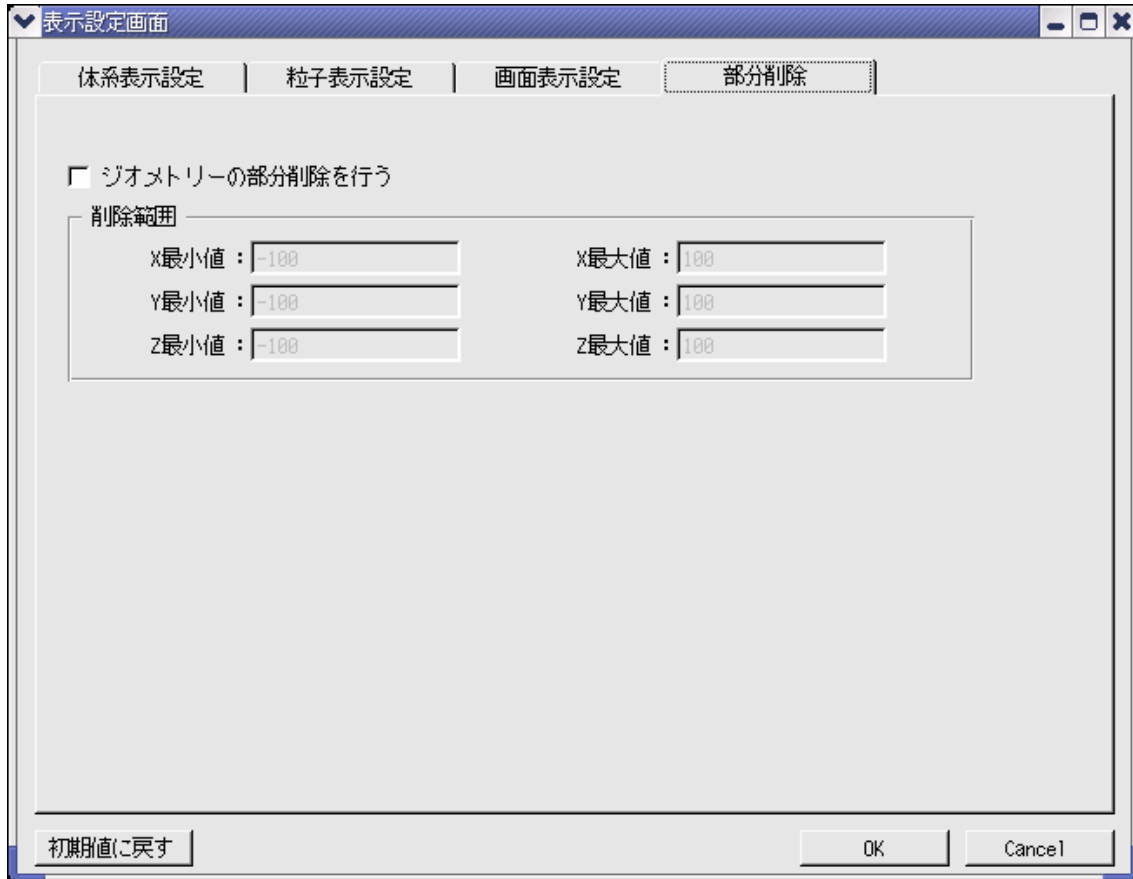 表示設定画面
体系表示設定 粒子表示設定 画面表示設定 部分削除
ジオメトリーの部分削除を行う
削除範囲
X最小値 : -100 X最大値 : 100
Y最小値 : -100 Y最大値 : 100
Z最小値 : -100 Z最大値 : 100
初期値に戻す OK Cancel